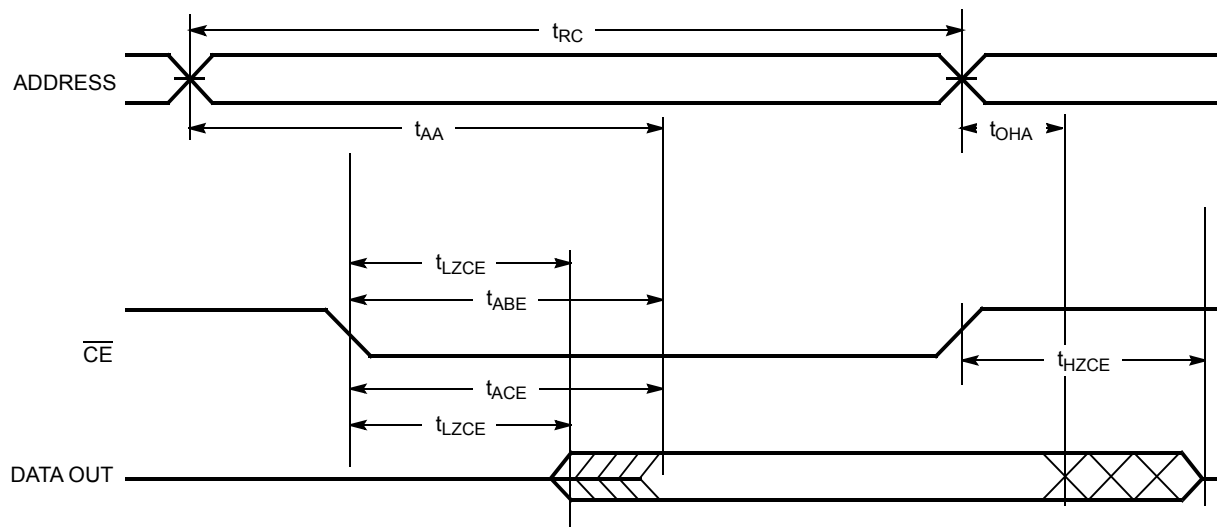 tRC
ADDRESS
tAA
tOHA
tLZCE
tABE
CE
tHZCE
tACE
tLZCE
DATA OUT